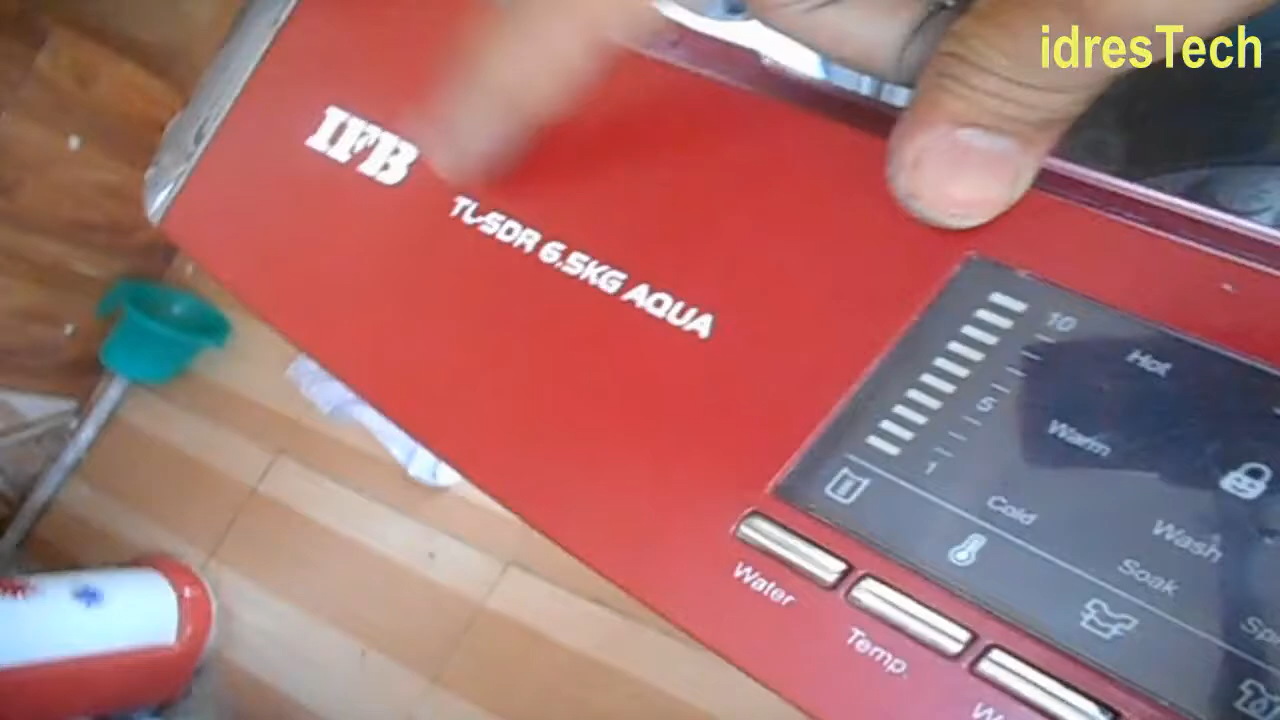 idresTech
IFB
TL-SDR 6.5KG AQUA
10
5
1
Hot
Warm
Cold
Wash
Soak
Water
Temp.